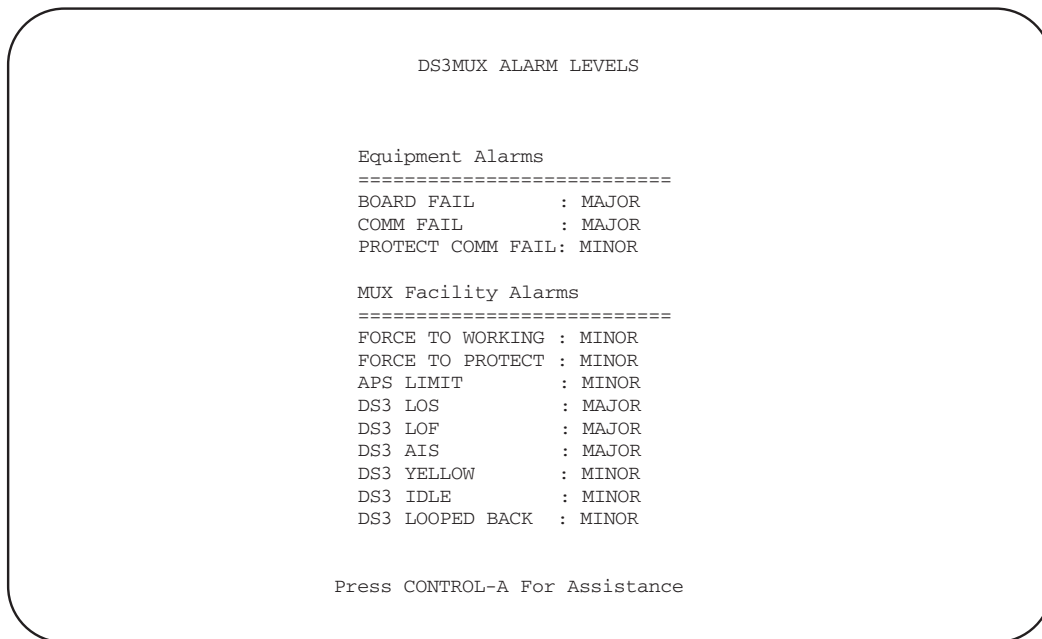 DS3MUX ALARM LEVELS
Equipment Alarms
===========================
BOARD FAIL       : MAJOR
COMM FAIL        : MAJOR
PROTECT COMM FAIL: MINOR
MUX Facility Alarms
===========================
FORCE TO WORKING : MINOR
FORCE TO PROTECT : MINOR
APS LIMIT        : MINOR
DS3 LOS          : MAJOR
DS3 LOF          : MAJOR
DS3 AIS          : MAJOR
DS3 YELLOW       : MINOR
DS3 IDLE         : MINOR
DS3 LOOPED BACK  : MINOR
Press CONTROL-A For Assistance